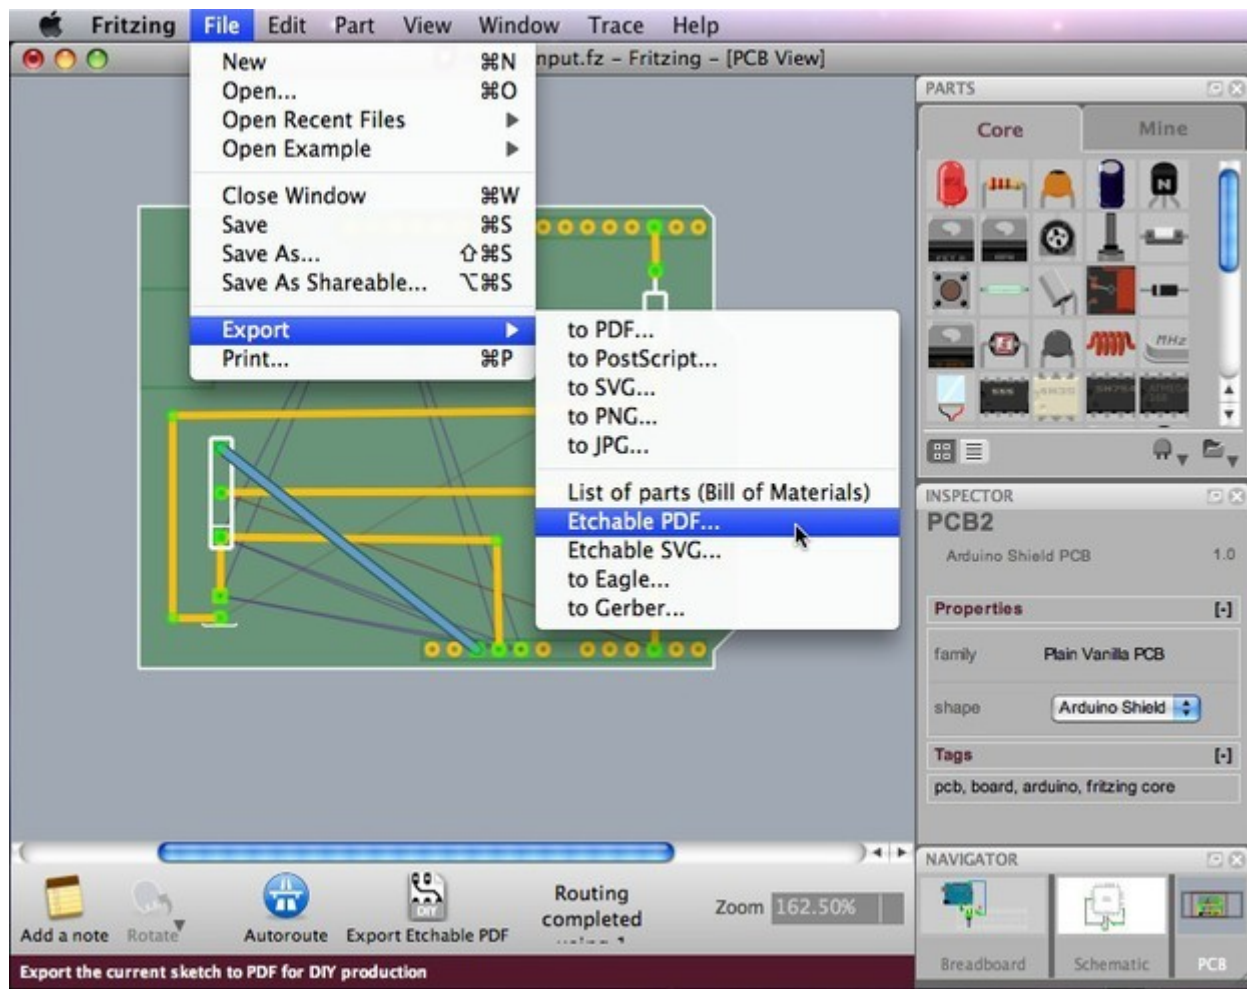 Fritzing File Edit Part View Window Trace Help
nput.fz – Fritzing – [PCB View]
New ⌘N
Open... ⌘O
Open Recent Files ▶
Open Example ▶
Close Window ⌘W
Save ⌘S
Save As... ⇧⌘S
Save As Shareable... ⌥⌘S
Export ▶
Print... ⌘P
to PDF...
to PostScript...
to SVG...
to PNG...
to JPG...
List of parts (Bill of Materials)
Etchable PDF...
Etchable SVG...
to Eagle...
to Gerber...
PARTS
Core Mine
N
MHz
555
INSPECTOR
PCB2
Arduino Shield PCB 1.0
Properties [-]
family Plain Vanilla PCB
shape Arduino Shield
Tags [-]
pcb, board, arduino, fritzing core
NAVIGATOR
Breadboard Schematic PCB
Add a note Rotate Autoroute Export Etchable PDF
DIY
Routing
completed
Zoom 162.50%
Export the current sketch to PDF for DIY production